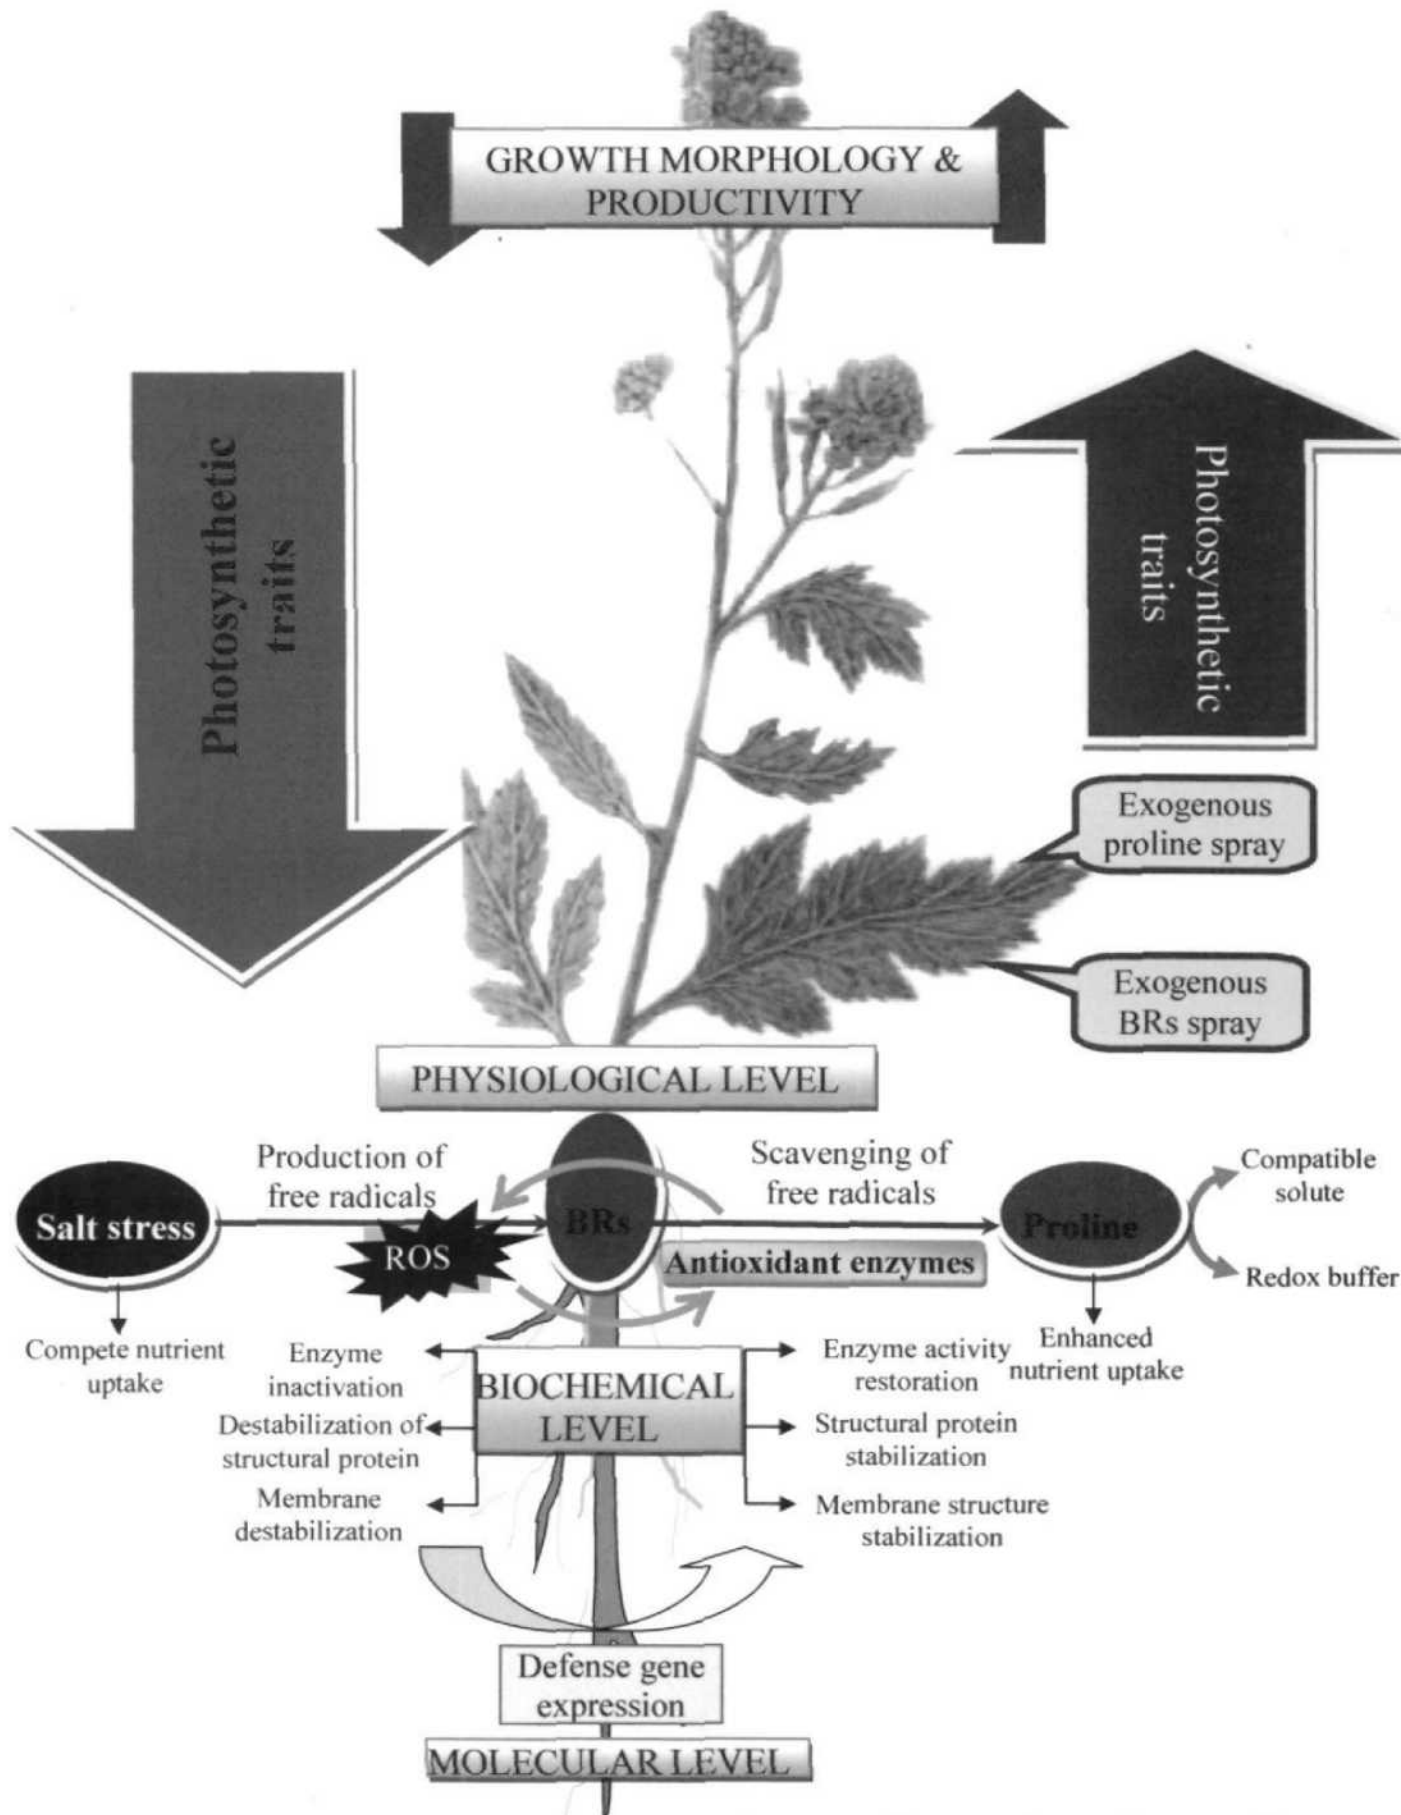 GROWTH MORPHOLOGY &
PRODUCTIVITY
Photosynthetic
traits
Photosynthetic
traits
Exogenous
proline spray
Exogenous
BRs spray
PHYSIOLOGICAL LEVEL
Production of
free radicals
Scavenging of
free radicals
Compatible
solute
Salt stress
ROS
BRs
Antioxidant enzymes
Proline
Redox buffer
Compete nutrient
uptake
Enhanced
nutrient uptake
Enzyme
inactivation
Destabilization of
structural protein
Membrane
destabilization
BIOCHEMICAL
LEVEL
Enzyme activity
restoration
Structural protein
stabilization
Membrane structure
stabilization
Defense gene
expression
MOLECULAR LEVEL